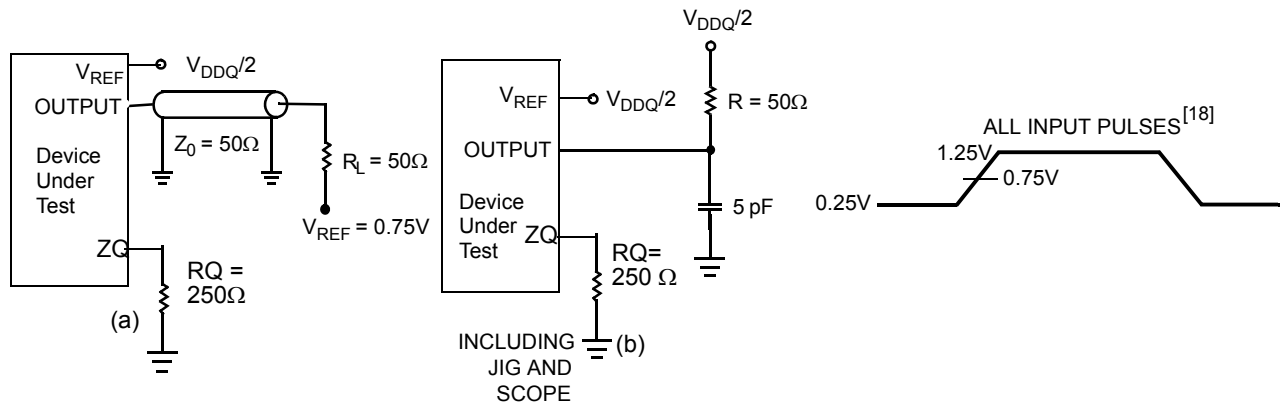 V_REF
V_DDQ/2
OUTPUT
Z_0 = 50Ω
Device
Under
Test
R_L = 50Ω
V_REF = 0.75V
ZQ
RQ =
250Ω
(a)
V_DDQ/2
V_REF
V_DDQ/2
R = 50Ω
OUTPUT
Device
Under
Test
5 pF
ZQ
RQ=
250 Ω
INCLUDING
JIG AND
SCOPE
(b)
ALL INPUT PULSES[18]
1.25V
0.75V
0.25V